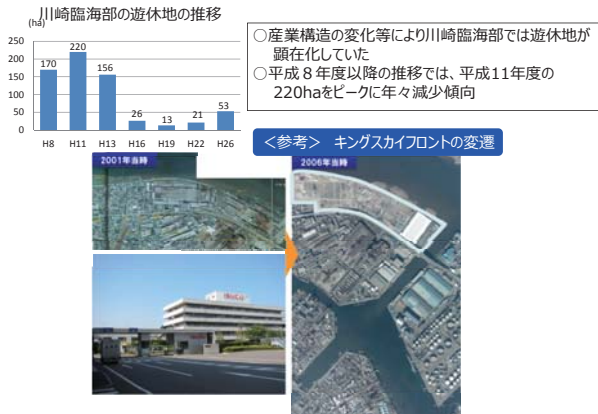 川崎臨海部の遊休地の推移
(ha)
250
200
150
100
50
0
170
220
156
26
13
21
53
H8 H11 H13 H16 H19 H22 H26
○産業構造の変化等により川崎臨海部では遊休地が
顕在化していた
○平成８年度以降の推移では、平成11年度の
220haをピークに年々減少傾向
＜参考＞ キングスカイフロントの変遷
2001年当時
2006年当時
ISUZU